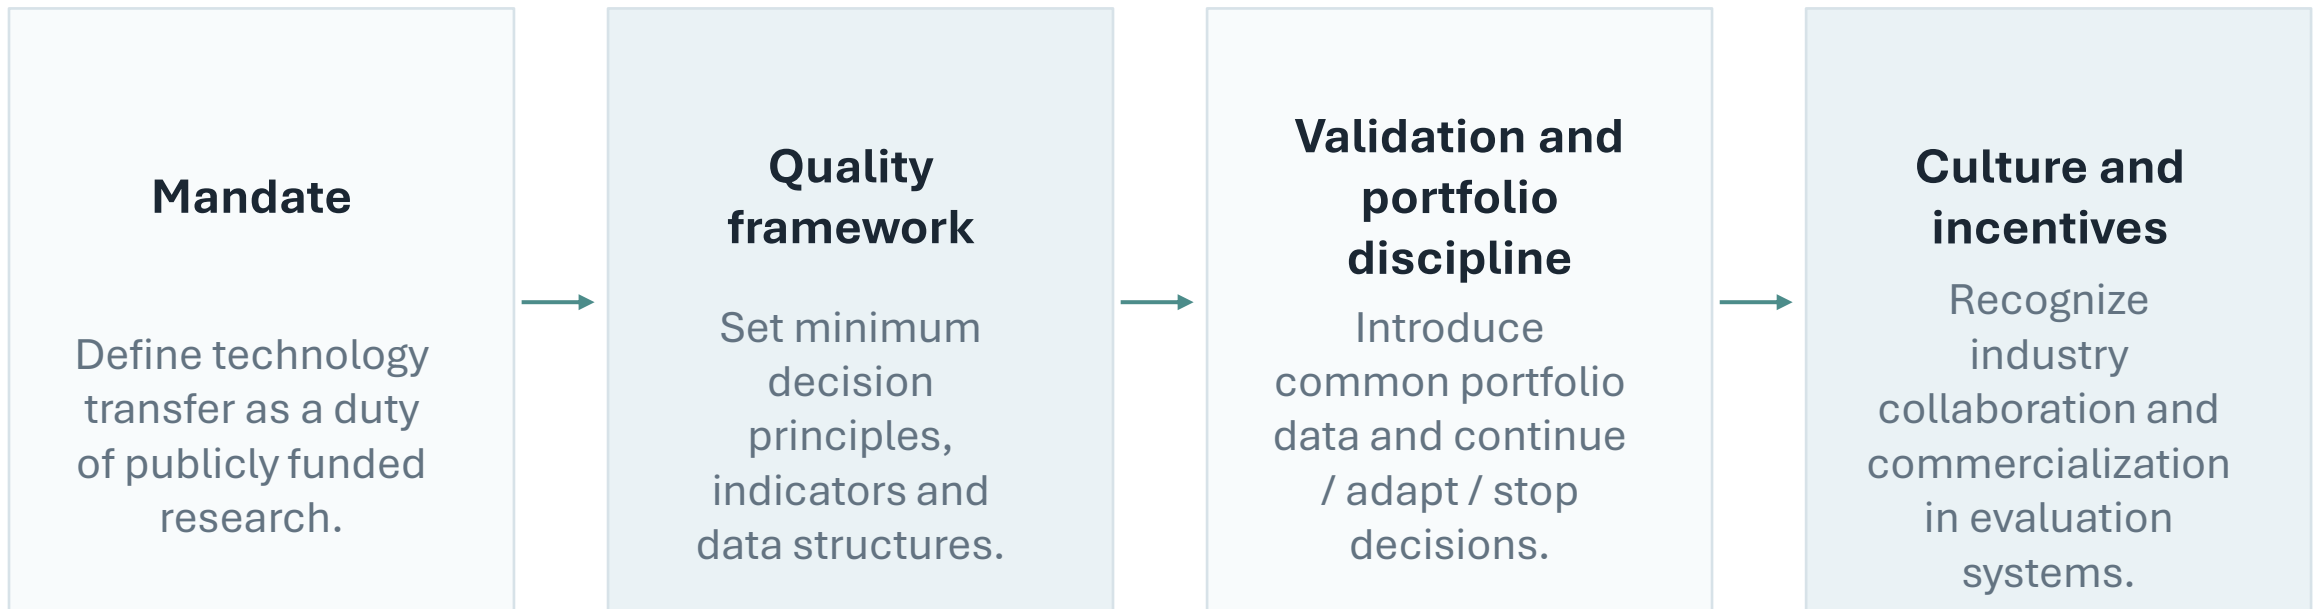 Mandate
Define technology
transfer as a duty
of publicly funded
research.
Quality
framework
Set minimum
decision
principles,
indicators and
data structures.
Validation and
portfolio
discipline
Introduce
common portfolio
data and continue
/ adapt / stop
decisions.
Culture and
incentives
Recognize
industry
collaboration and
commercialization
in evaluation
systems.